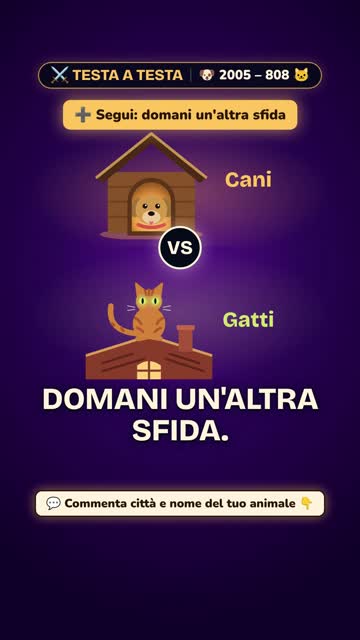 ⚔️ TESTA A TESTA | 🐶 2005 – 808 🐱
➕ Segui: domani un'altra sfida
Cani
VS
Gatti
DOMANI UN'ALTRA
SFIDA.
💬 Commenta città e nome del tuo animale 👇